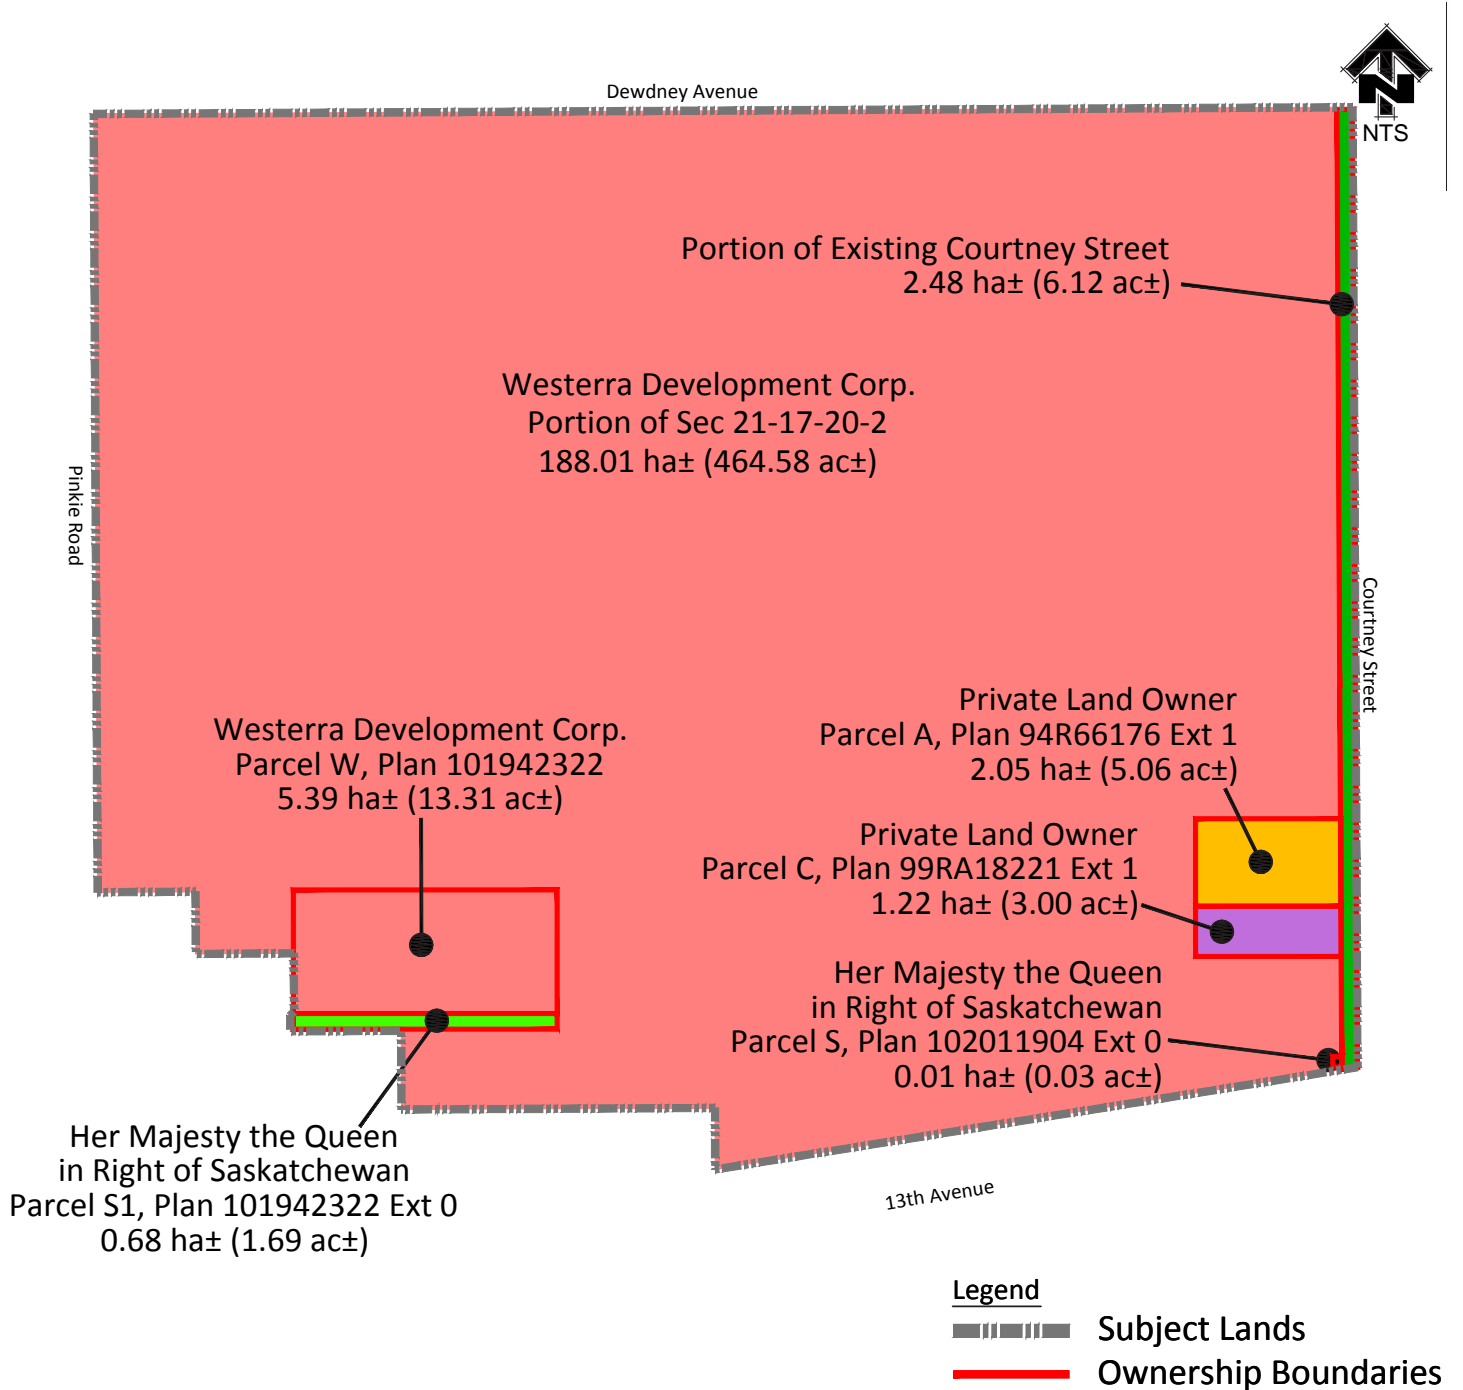 Dewdney Avenue
N
NTS
Portion of Existing Courtney Street
2.48 ha± (6.12 ac±)
Westerra Development Corp.
Portion of Sec 21-17-20-2
188.01 ha± (464.58 ac±)
Pinkie Road
Courtney Street
Private Land Owner
Parcel A, Plan 94R66176 Ext 1
2.05 ha± (5.06 ac±)
Westerra Development Corp.
Parcel W, Plan 101942322
5.39 ha± (13.31 ac±)
Private Land Owner
Parcel C, Plan 99RA18221 Ext 1
1.22 ha± (3.00 ac±)
Her Majesty the Queen
in Right of Saskatchewan
Parcel S, Plan 102011904 Ext 0
0.01 ha± (0.03 ac±)
Her Majesty the Queen
in Right of Saskatchewan
Parcel S1, Plan 101942322 Ext 0
0.68 ha± (1.69 ac±)
13th Avenue
Legend
Subject Lands
Ownership Boundaries